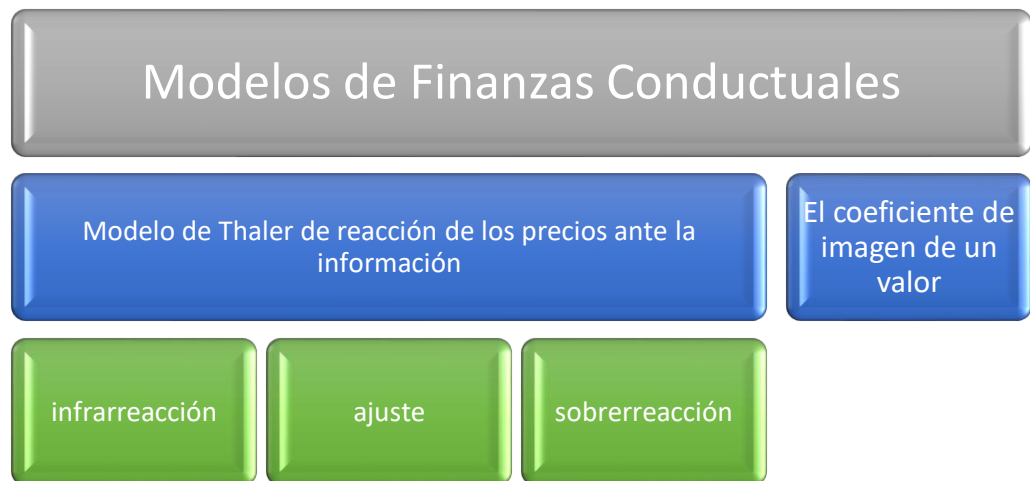 Modelos de Finanzas Conductuales
Modelo de Thaler de reacción de los precios ante la
información
El coeficiente de
imagen de un
valor
infrarreacción
ajuste
sobrerreacción